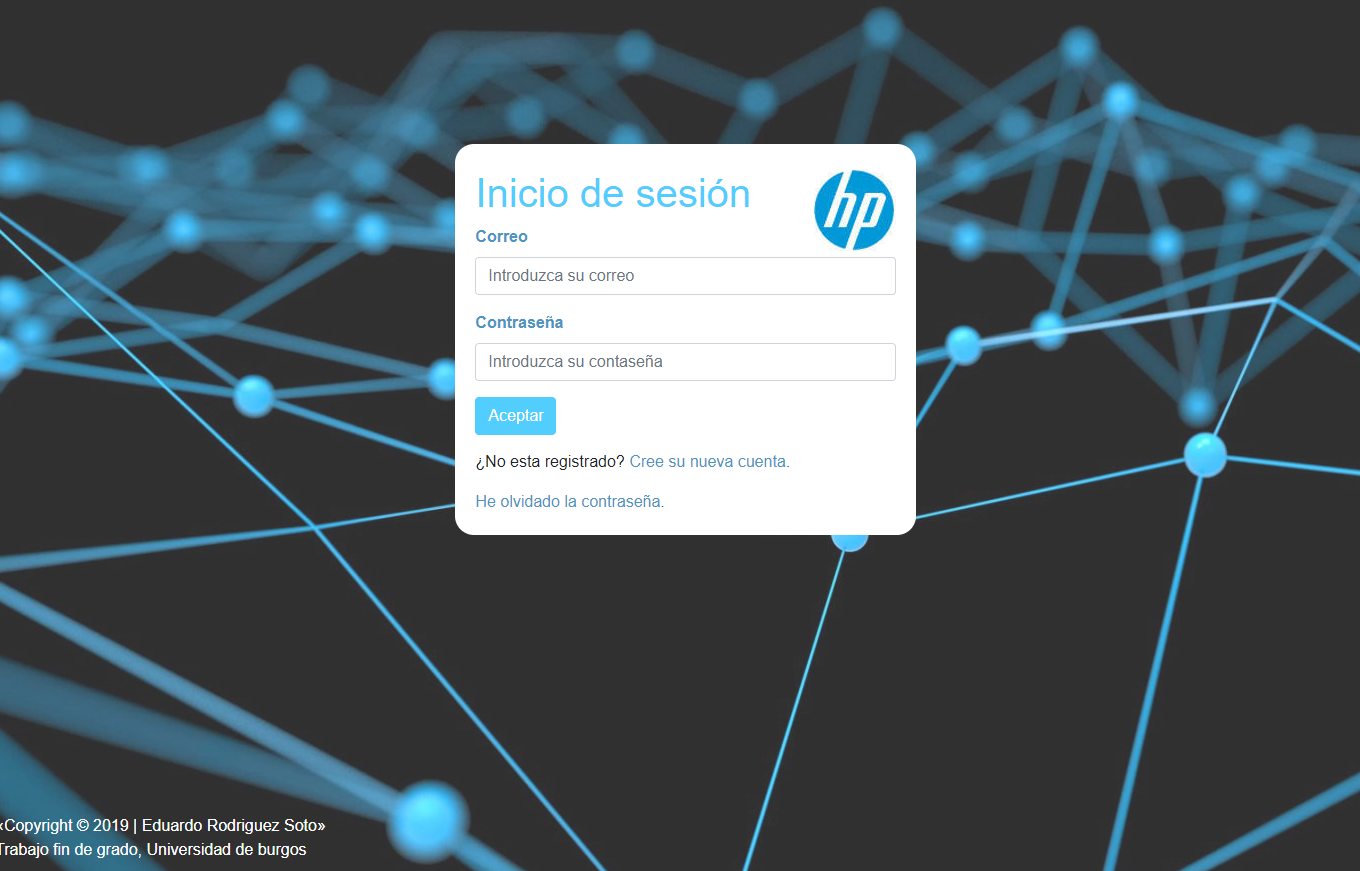 Inicio de sesión
hp
Correo
Introduzca su correo
Contraseña
Introduzca su contaseña
Aceptar
¿No esta registrado? Cree su nueva cuenta.
He olvidado la contraseña.
«Copyright © 2019 | Eduardo Rodriguez Soto»
Trabajo fin de grado, Universidad de burgos